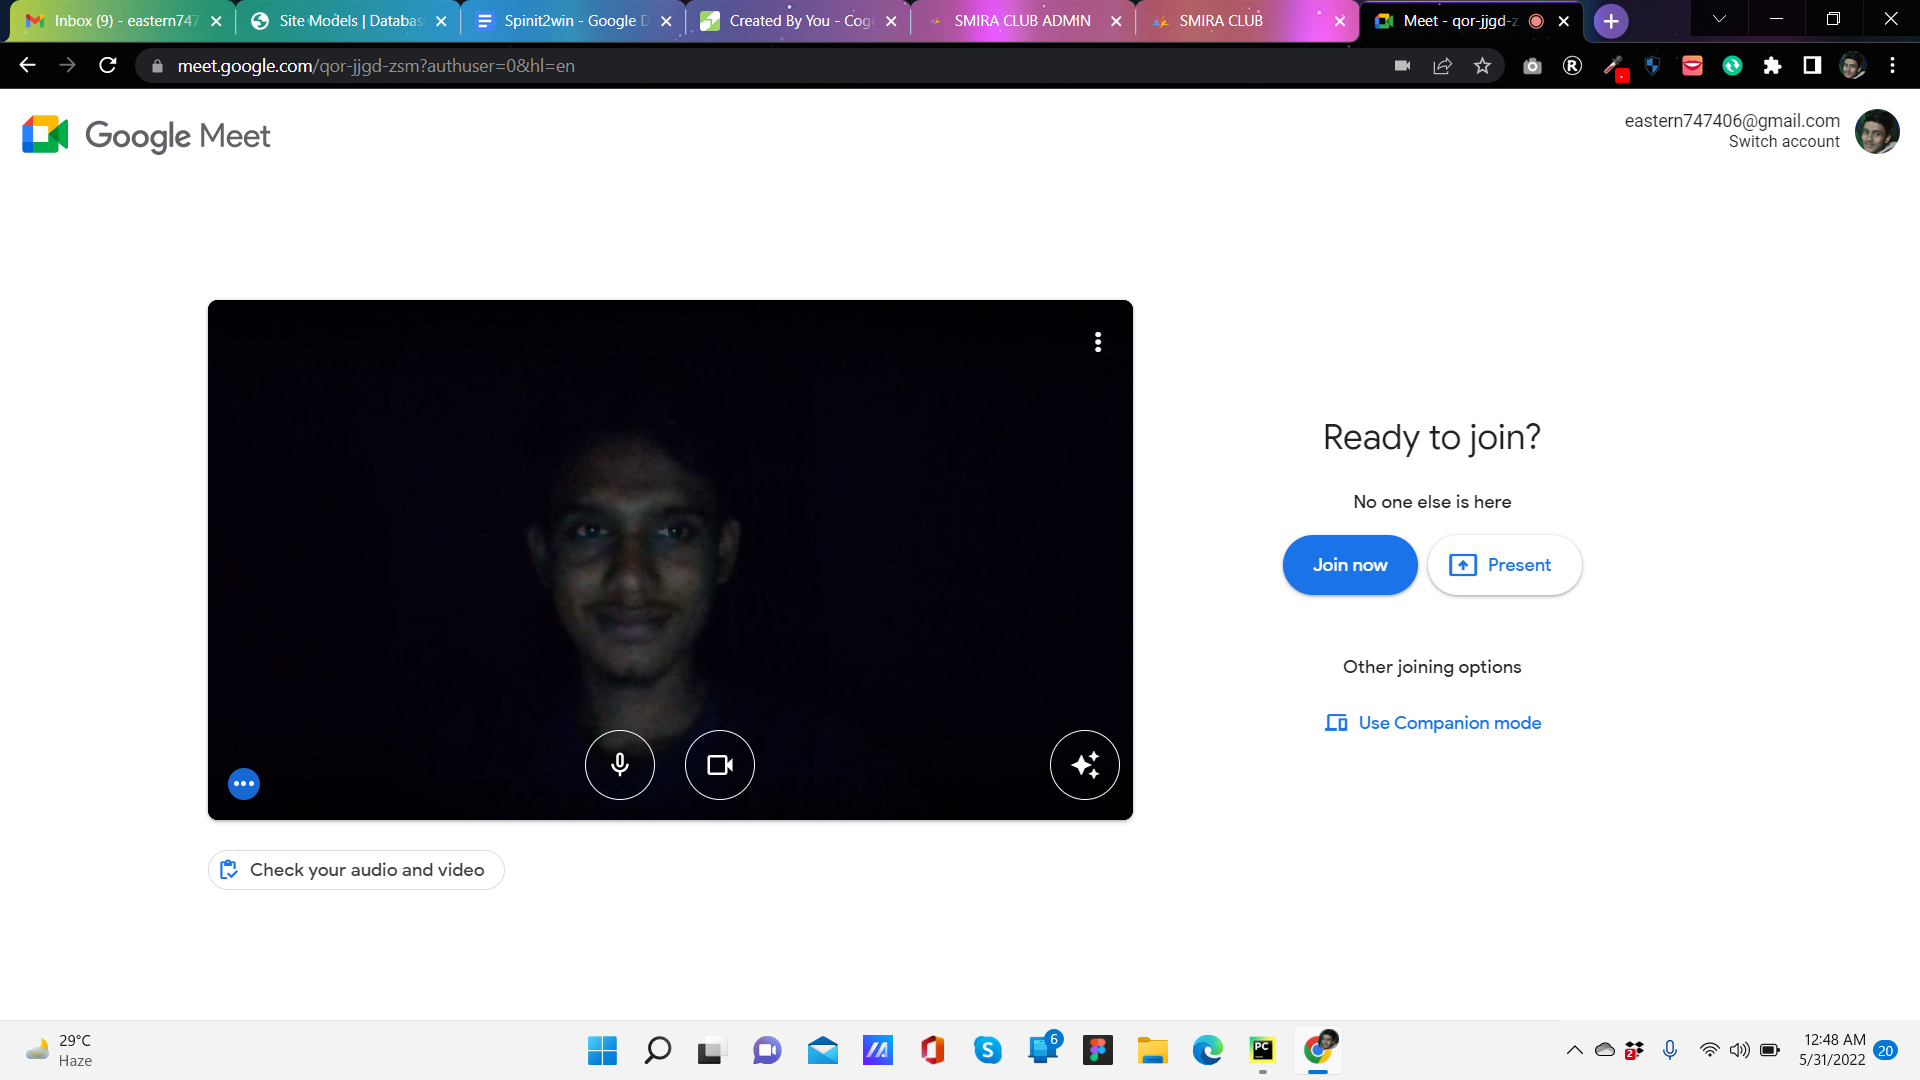 Inbox (9) - eastern747
Site Models | Databas
Spinit2win - Google D
Created By You - Cog
SMIRA CLUB ADMIN
SMIRA CLUB
Meet - qor-jjgd-z
meet.google.com/qor-jjgd-zsm?authuser=0&hl=en
Google Meet
eastern747406@gmail.com
Switch account
Ready to join?
No one else is here
Join now
Present
Other joining options
Use Companion mode
Check your audio and video
29°C
Haze
6
PC
2
12:48 AM
5/31/2022
20